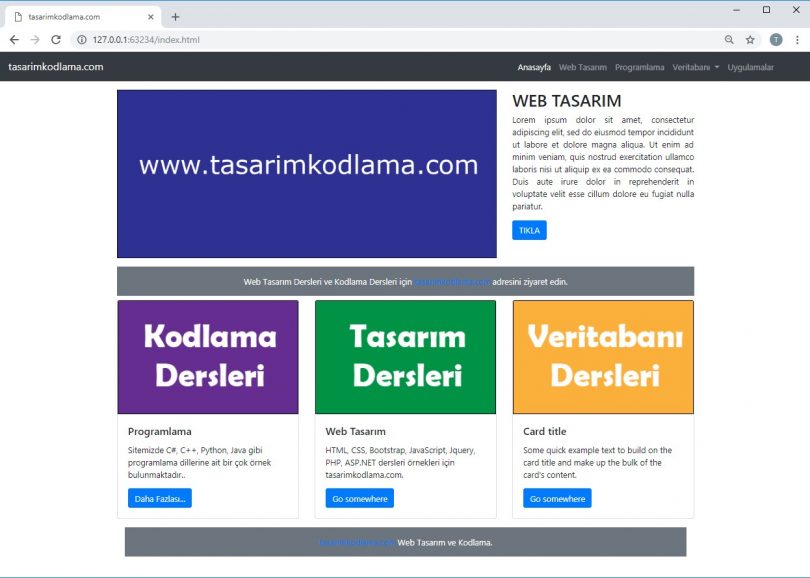 tasarimkodlama.com
127.0.0.1:63234/index.html
T
tasarimkodlama.com
Anasayfa Web Tasarım Programlama Veritabanı Uygulamalar
www.tasarimkodlama.com
WEB TASARIM
Lorem ipsum dolor sit amet, consectetur
adipiscing elit, sed do eiusmod tempor incididunt
ut labore et dolore magna aliqua. Ut enim ad
minim veniam, quis nostrud exercitation ullamco
laboris nisi ut aliquip ex ea commodo consequat.
Duis aute irure dolor in reprehenderit in
voluptate velit esse cillum dolore eu fugiat nulla
pariatur.
TIKLA
Web Tasarım Dersleri ve Kodlama Dersleri için tasarimkodlama.com adresini ziyaret edin.
Kodlama
Dersleri
Programlama
Sitemizde C#, C++, Python, Java gibi
programlama dillerine ait bir çok örnek
bulunmaktadır..
Daha Fazlası...
Tasarım
Dersleri
Web Tasarım
HTML, CSS, Bootstrap, JavaScript, Jquery,
PHP, ASP.NET dersleri örnekleri için
tasarimkodlama.com.
Go somewhere
Veritabanı
Dersleri
Card title
Some quick example text to build on the
card title and make up the bulk of the
card's content.
Go somewhere
tasarimkodlama.com Web Tasarım ve Kodlama.